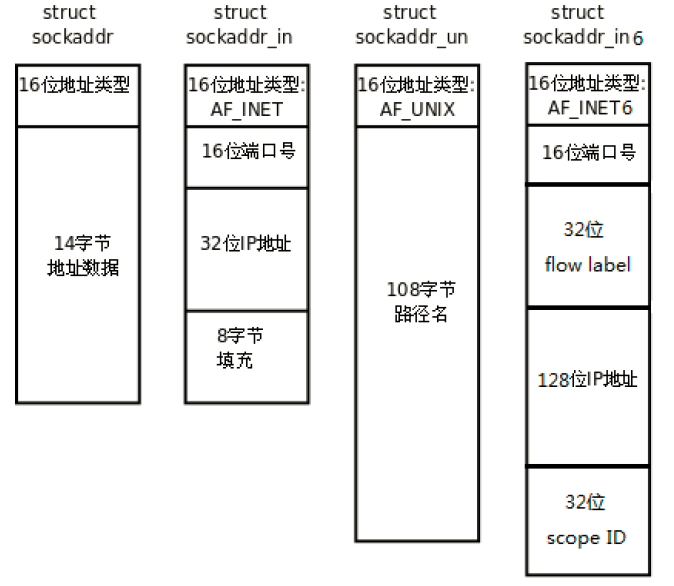 struct
sockaddr
16位地址类型
14字节
地址数据
struct
sockaddr_in
16位地址类型:
AF_INET
16位端口号
32位IP地址
8字节
填充
struct
sockaddr_un
16位地址类型:
AF_UNIX
108字节
路径名
struct
sockaddr_in6
16位地址类型:
AF_INET6
16位端口号
32位
flow label
128位IP地址
32位
scope ID